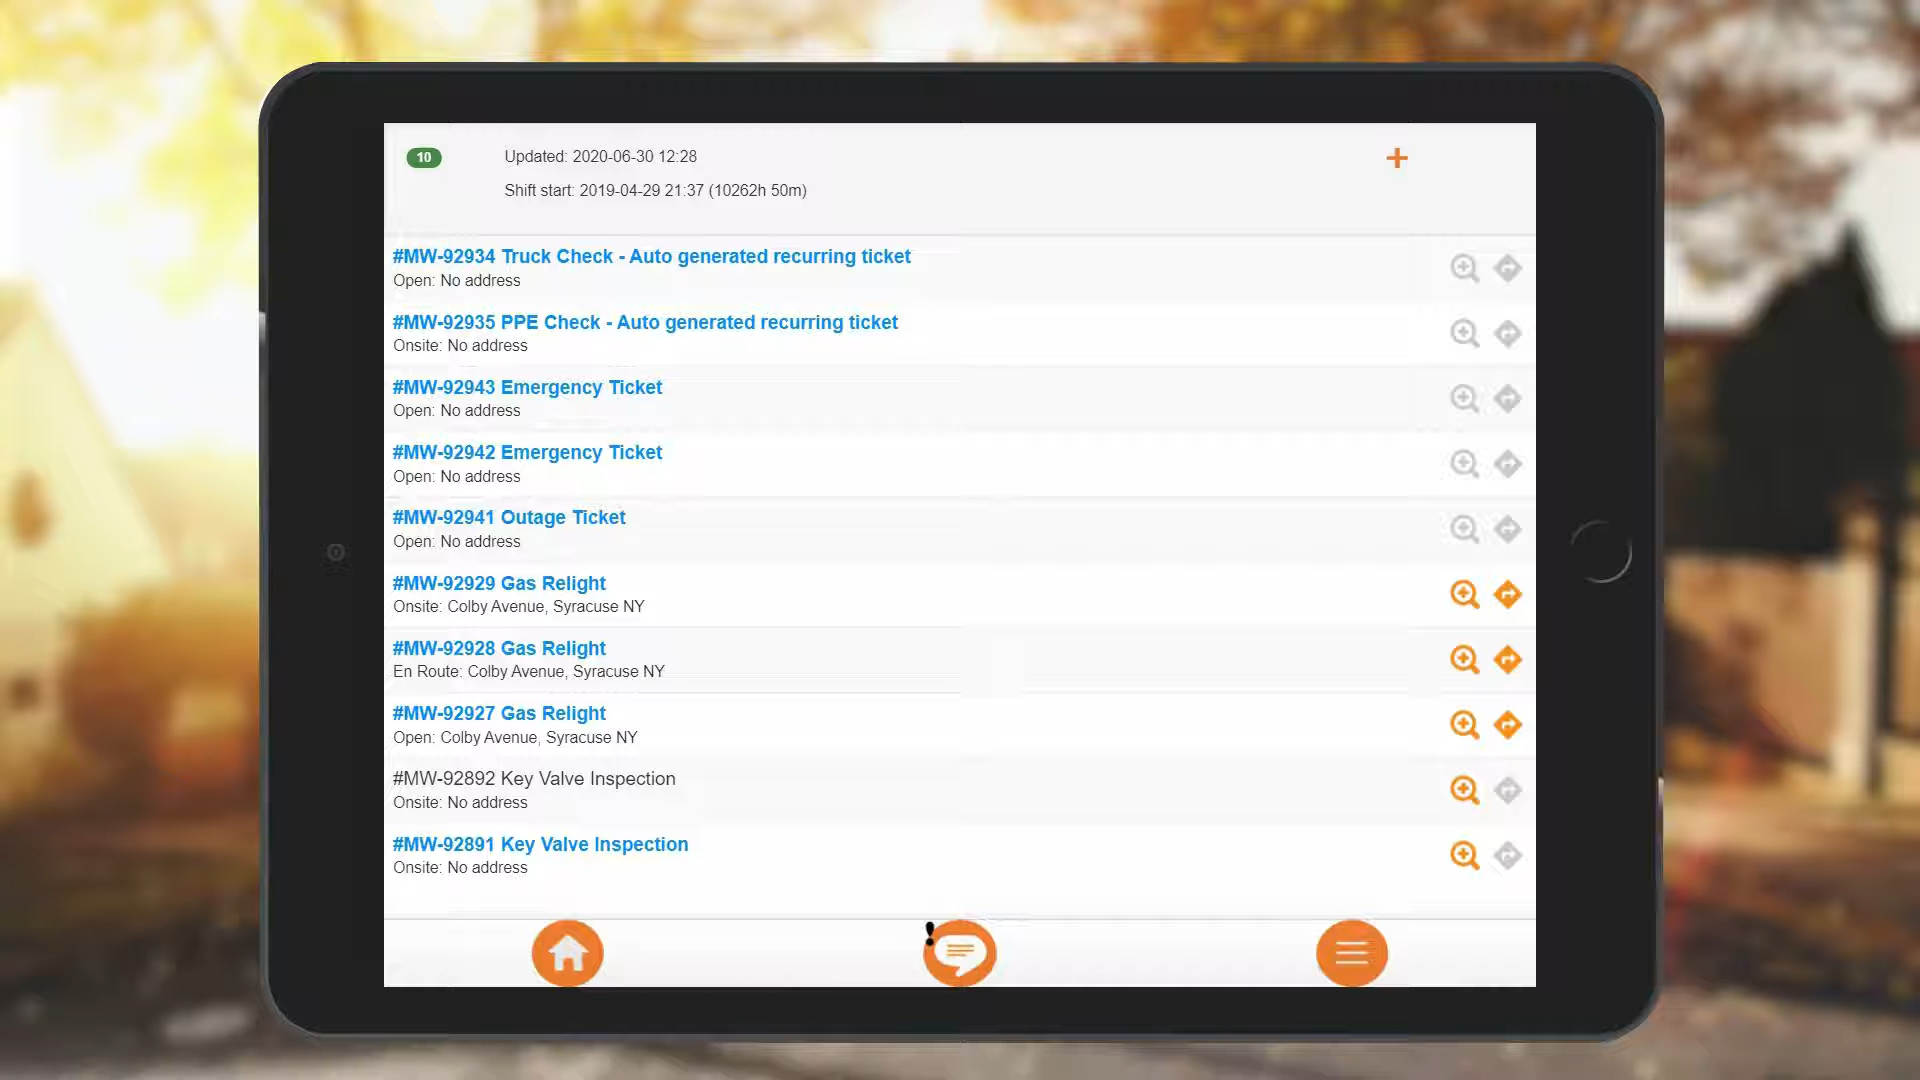 10
Updated: 2020-06-30 12:28
Shift start: 2019-04-29 21:37 (10262h 50m)
#MW-92934 Truck Check - Auto generated recurring ticket
Open: No address
#MW-92935 PPE Check - Auto generated recurring ticket
Onsite: No address
#MW-92943 Emergency Ticket
Open: No address
#MW-92942 Emergency Ticket
Open: No address
#MW-92941 Outage Ticket
Open: No address
#MW-92929 Gas Relight
Onsite: Colby Avenue, Syracuse NY
#MW-92928 Gas Relight
En Route: Colby Avenue, Syracuse NY
#MW-92927 Gas Relight
Open: Colby Avenue, Syracuse NY
#MW-92892 Key Valve Inspection
Onsite: No address
#MW-92891 Key Valve Inspection
Onsite: No address